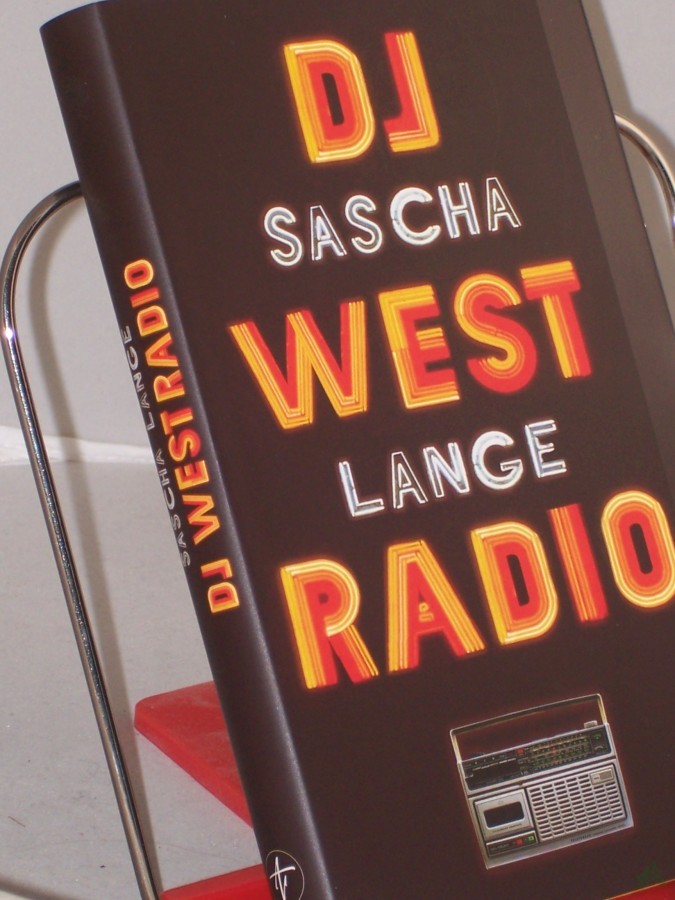 DJ
SASCHA
WEST
LANGE
RADIO
SASCHA LANGE
DJ WESTRADIO